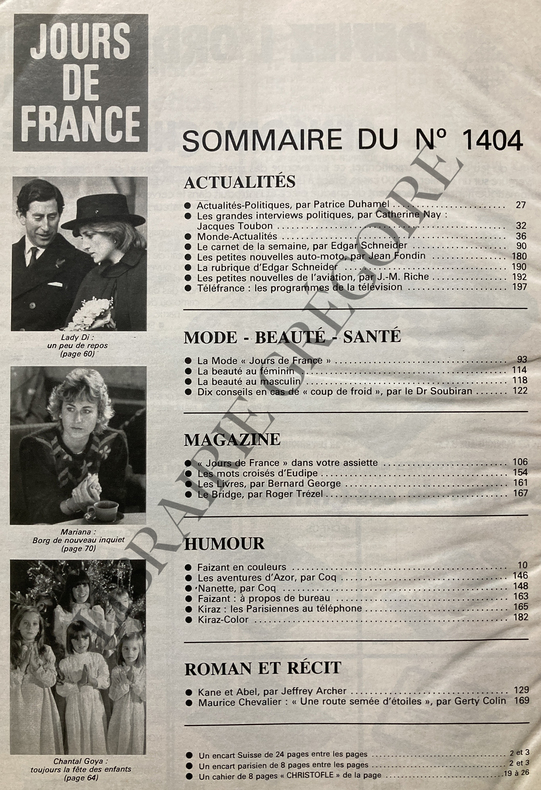 JOURS
DE
FRANCE
SOMMAIRE DU Nº 1404
ACTUALITÉS
● Actualités-Politiques, par Patrice Duhamel 27
● Les grandes interviews politiques, par Catherine Nay :
Jacques Toubon 32
● Monde-Actualités 36
● Le carnet de la semaine, par Edgar Schneider 90
● Les petites nouvelles auto-moto, par Jean Fondin 180
● La rubrique d'Edgar Schneider 190
● Les petites nouvelles de l'aviation, par J.-M. Riche 192
● Téléfrance : les programmes de la télévision 197
Lady Di :
un peu de repos
(page 60)
MODE - BEAUTÉ - SANTÉ
● La Mode « Jours de France » 93
● La beauté au féminin 114
● La beauté au masculin 118
● Dix conseils en cas de « coup de froid », par le Dr Soubiran 122
MAGAZINE
● « Jours de France » dans votre assiette 106
● Les mots croisés d'Eudipe 154
● Les Livres, par Bernard George 161
● Le Bridge, par Roger Trézel 167
Mariana :
Borg de nouveau inquiet
(page 70)
HUMOUR
● Faizant en couleurs 10
● Les aventures d'Azor, par Coq 146
● Nanette, par Coq 148
● Faizant : à propos de bureau 163
● Kiraz : les Parisiennes au téléphone 165
● Kiraz-Color 182
ROMAN ET RÉCIT
● Kane et Abel, par Jeffrey Archer 129
● Maurice Chevalier : « Une route semée d'étoiles », par Gerty Colin 169
Chantal Goya :
toujours la fête des enfants
(page 64)
● Un encart Suisse de 24 pages entre les pages 2 et 3
● Un encart parisien de 8 pages entre les pages 2 et 3
● Un cahier de 8 pages « CHRISTOFLE » de la page 19 à 26
LIBRAIRIE GREGOIRE